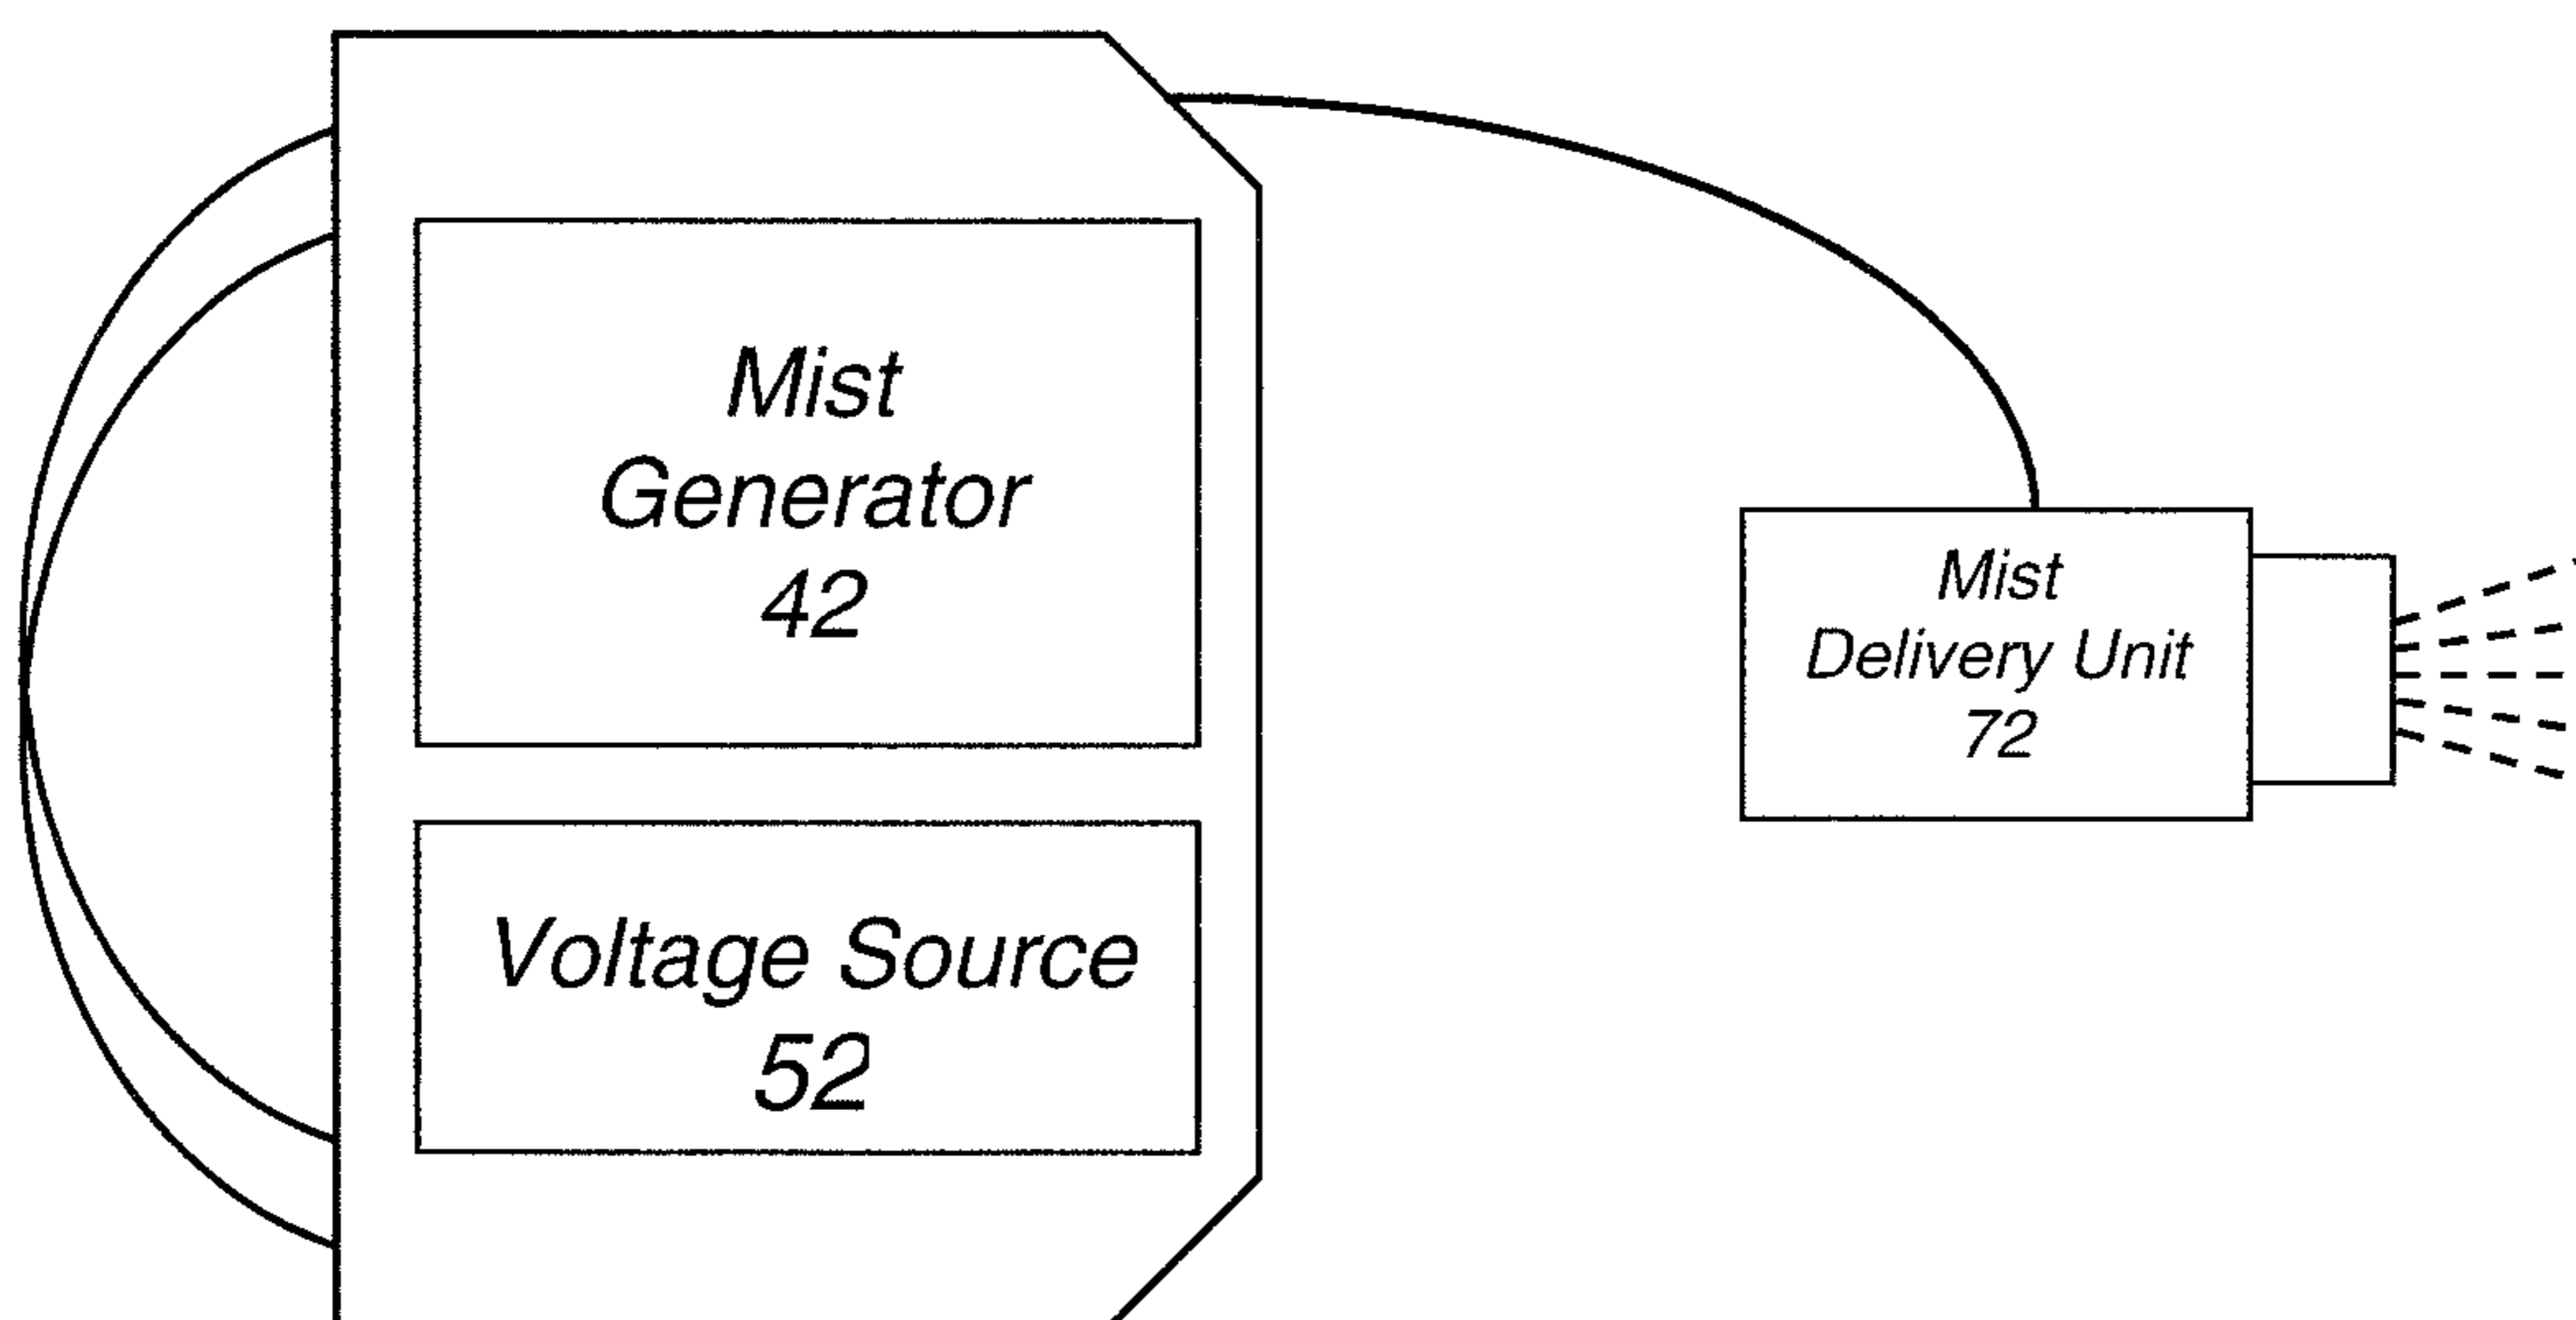 Mist
Generator
42
Mist
Delivery Unit
72
Voltage Source
52